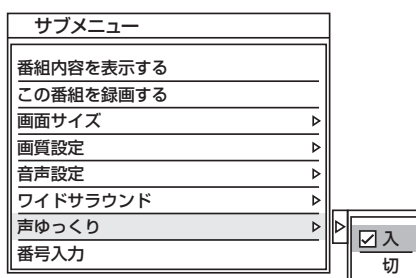 サブメニュー
番組内容を表示する
この番組を録画する
画面サイズ
画質設定
音声設定
ワイドサラウンド
声ゆっくり
番号入力
入
切